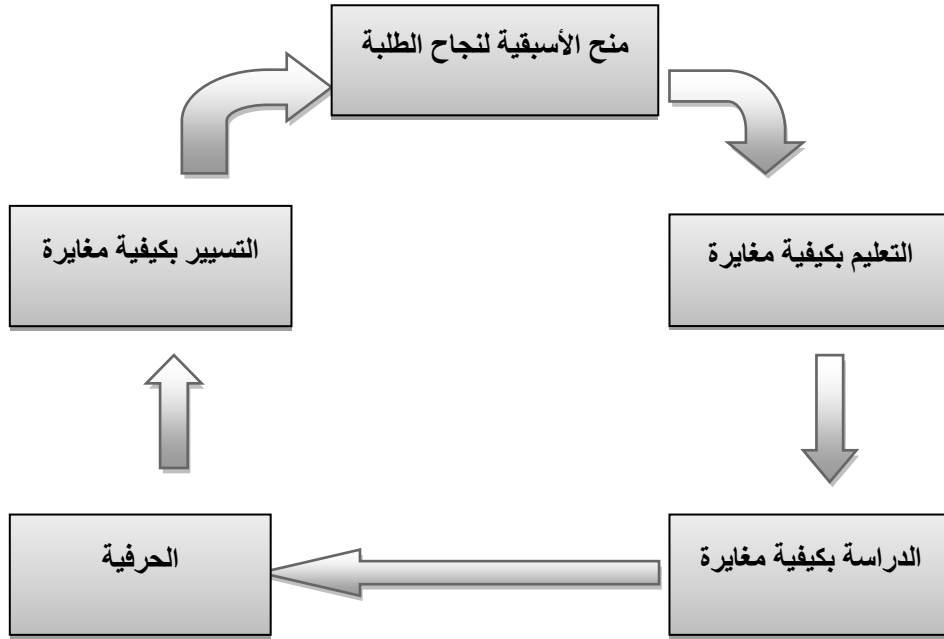 منح الأسبقية لنجاح الطلبة
التعليم بكيفية مغايرة
التسيير بكيفية مغايرة
الدراسة بكيفية مغايرة
الحرفية